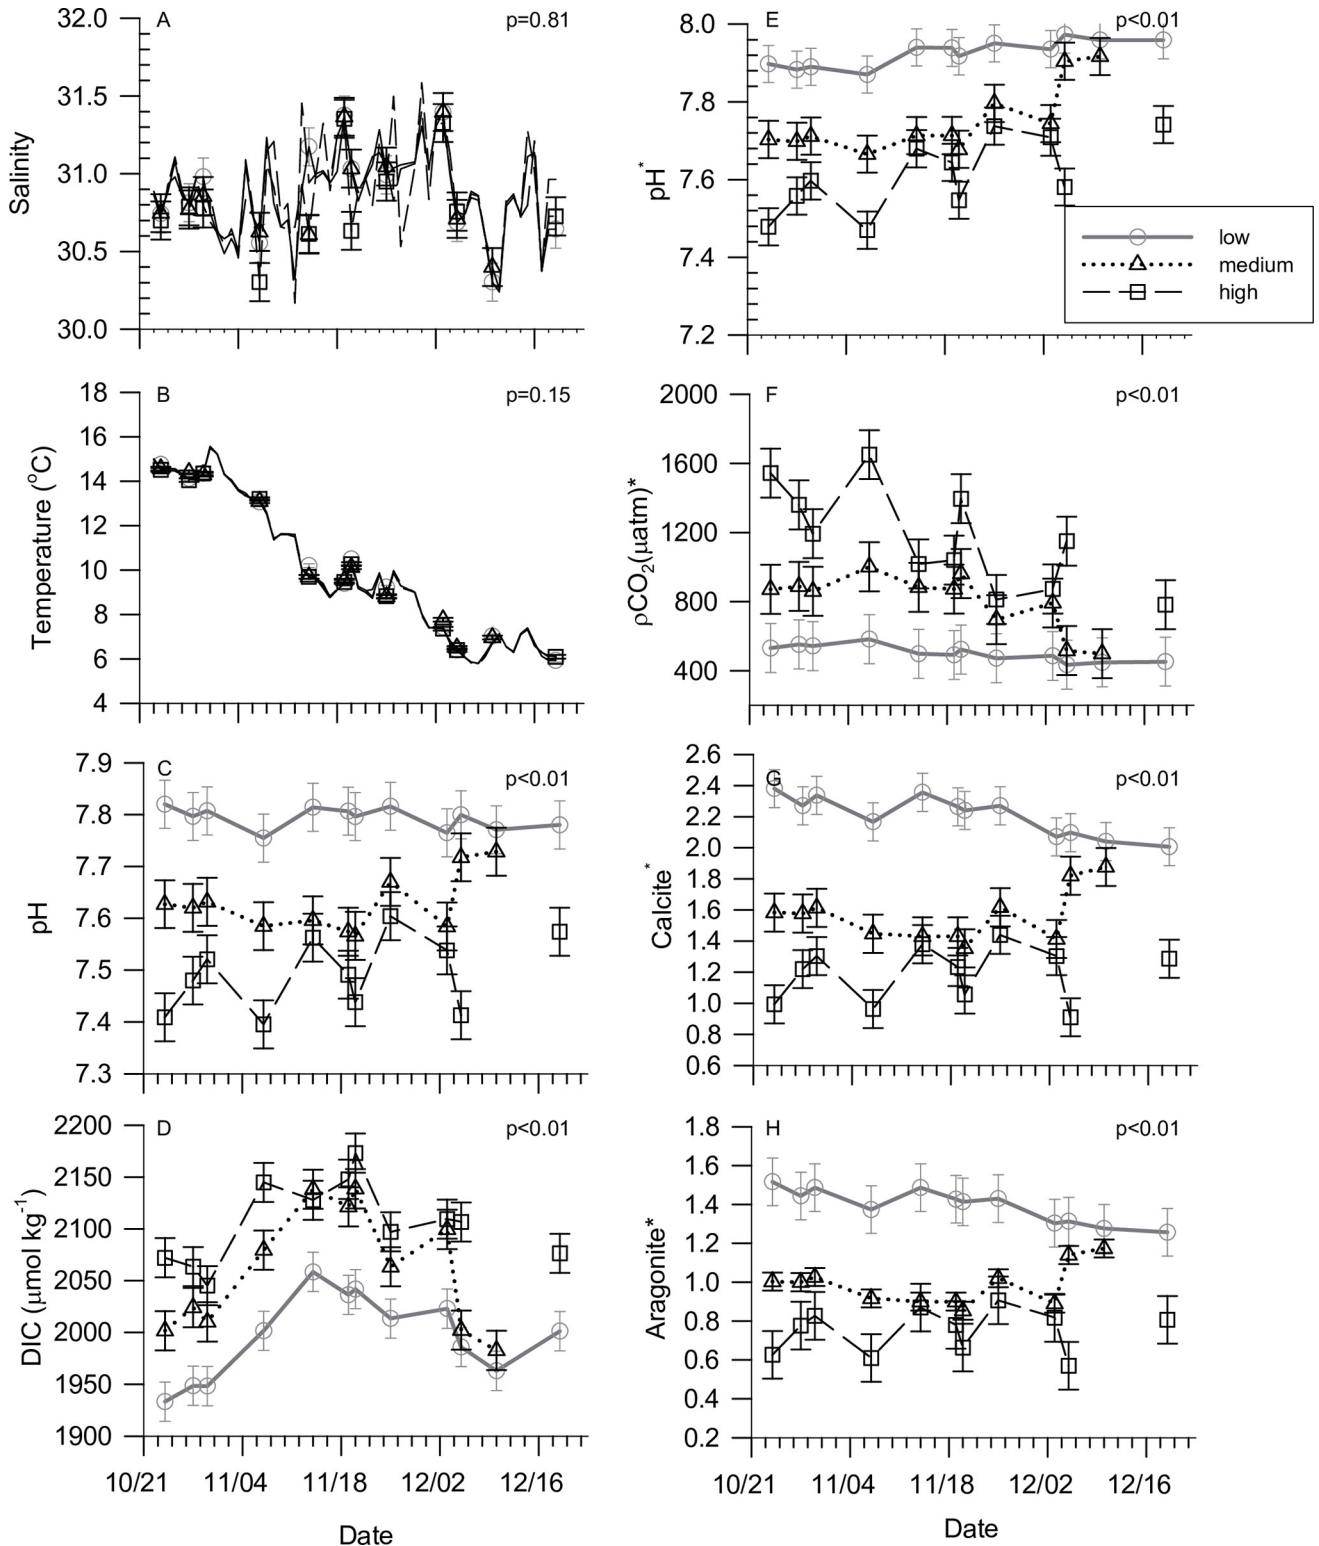 A
p=0.81
32.0
31.5
31.0
30.5
30.0
Salinity
E
p<0.01
8.0
7.8
7.6
7.4
7.2
pH*
low
medium
high
B
p=0.15
18
16
14
12
10
8
6
4
Temperature (°C)
F
p<0.01
2000
1600
1200
800
400
ρCO₂(µatm)*
C
p<0.01
7.9
7.8
7.7
7.6
7.5
7.4
7.3
pH
G
p<0.01
2.6
2.4
2.2
2.0
1.8
1.6
1.4
1.2
1.0
0.8
0.6
Calcite*
D
p<0.01
2200
2150
2100
2050
2000
1950
1900
DIC (µmol kg⁻¹)
10/21 11/04 11/18 12/02 12/16
Date
H
p<0.01
1.8
1.6
1.4
1.2
1.0
0.8
0.6
0.4
0.2
Aragonite*
10/21 11/04 11/18 12/02 12/16
Date